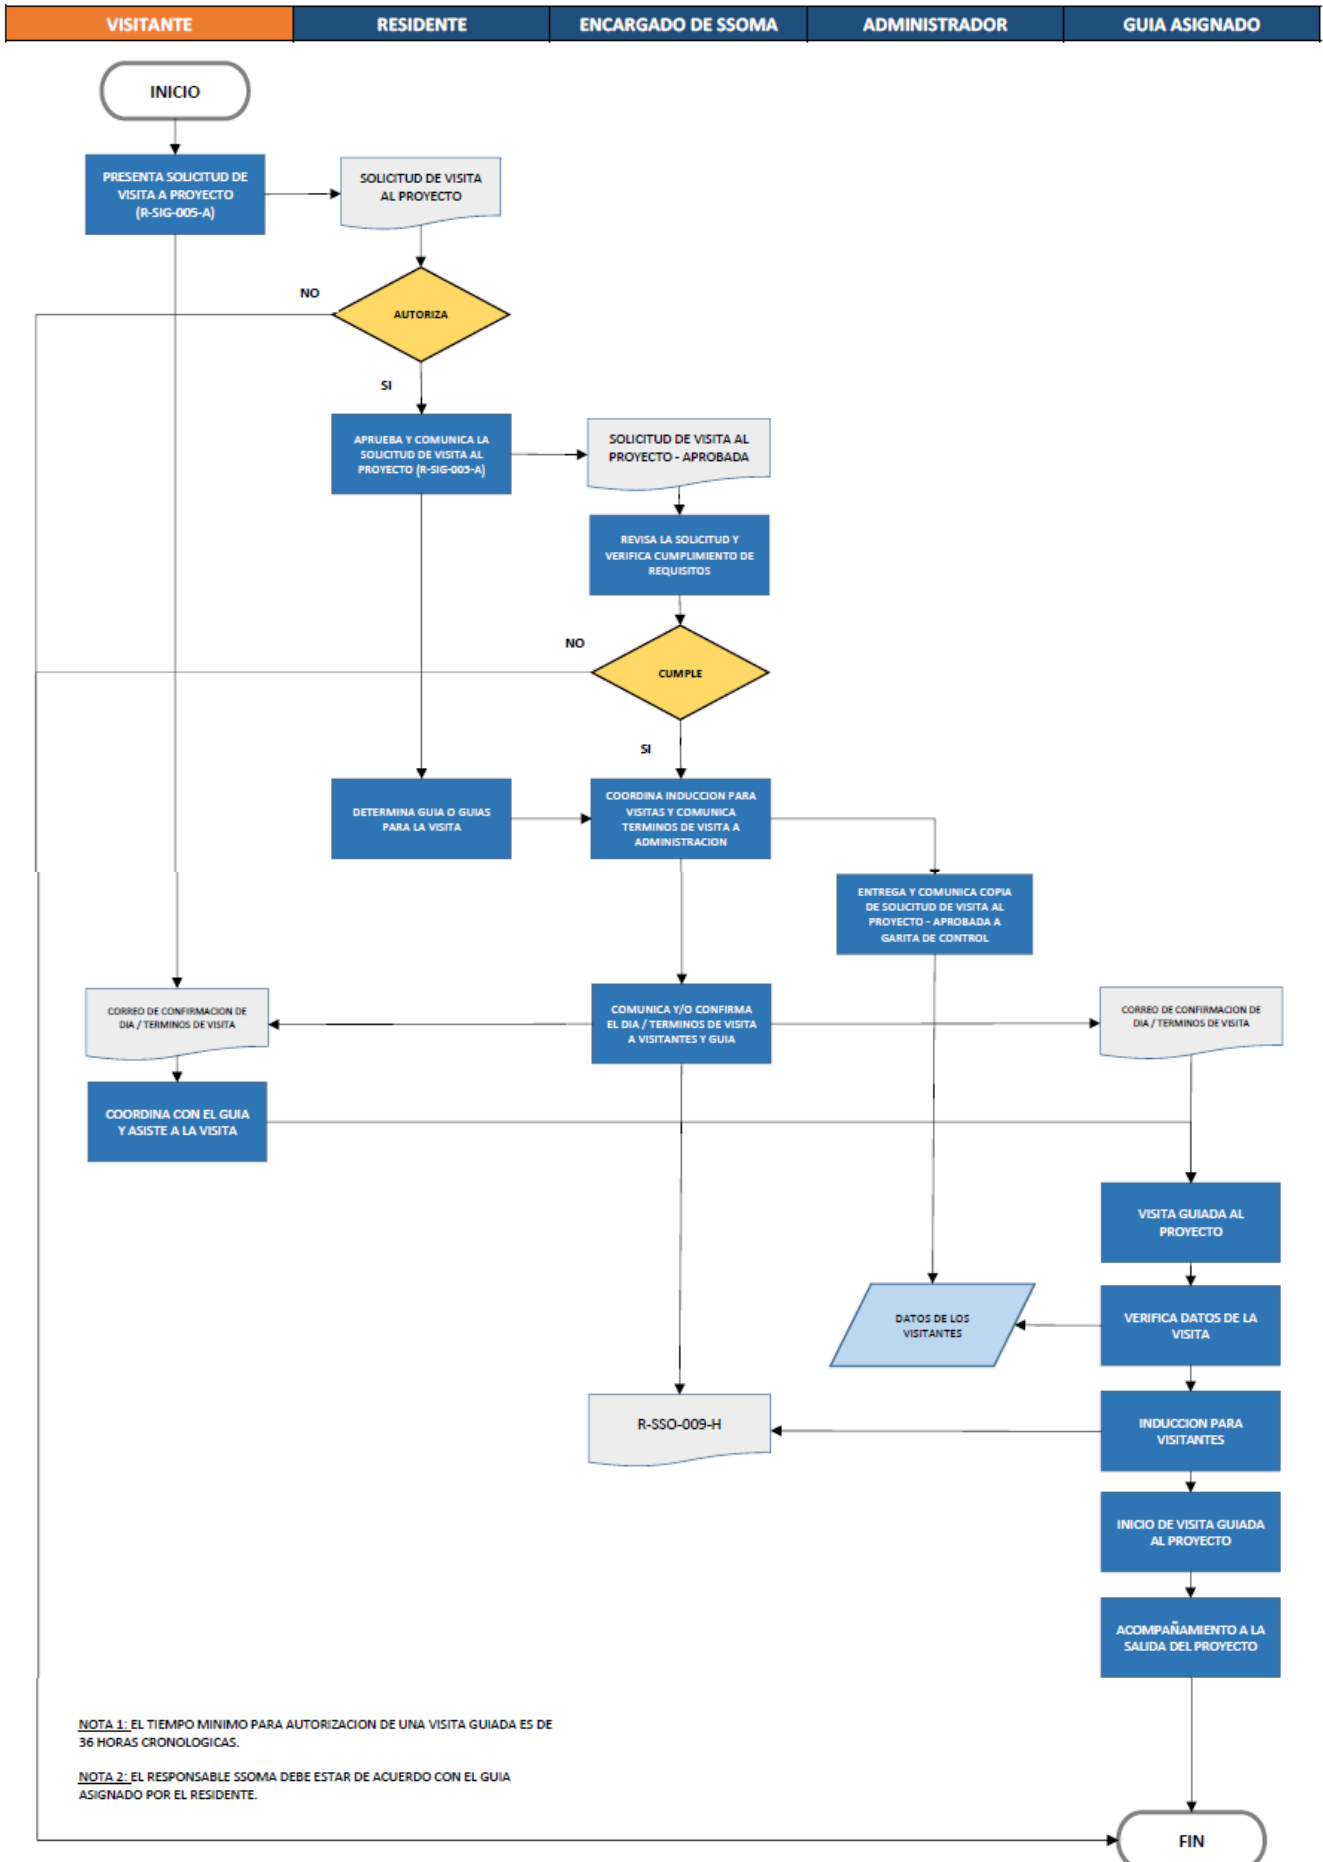 VISITANTE
RESIDENTE
ENCARGADO DE SSOMA
ADMINISTRADOR
GUIA ASIGNADO
INICIO
PRESENTA SOLICITUD DE
VISITA A PROYECTO
(R-SIG-005-A)
SOLICITUD DE VISITA
AL PROYECTO
NO
AUTORIZA
SI
APRUEBA Y COMUNICA LA
SOLICITUD DE VISITA AL
PROYECTO (R-SIG-005-A)
SOLICITUD DE VISITA AL
PROYECTO - APROBADA
REVISA LA SOLICITUD Y
VERIFICA CUMPLIMIENTO DE
REQUISITOS
NO
CUMPLE
SI
DETERMINA GUIA O GUIAS
PARA LA VISITA
COORDINA INDUCCION PARA
VISITAS Y COMUNICA
TERMINOS DE VISITA A
ADMINISTRACION
ENTREGA Y COMUNICA COPIA
DE SOLICITUD DE VISITA AL
PROYECTO - APROBADA A
GARITA DE CONTROL
CORREO DE CONFIRMACION DE
DIA / TERMINOS DE VISITA
COMUNICA Y/O CONFIRMA
EL DIA / TERMINOS DE VISITA
A VISITANTES Y GUIA
CORREO DE CONFIRMACION DE
DIA / TERMINOS DE VISITA
COORDINA CON EL GUIA
Y ASISTE A LA VISITA
VISITA GUIADA AL
PROYECTO
DATOS DE LOS
VISITANTES
VERIFICA DATOS DE LA
VISITA
R-SSO-009-H
INDUCCION PARA
VISITANTES
INICIO DE VISITA GUIADA
AL PROYECTO
ACOMPAÑAMIENTO A LA
SALIDA DEL PROYECTO
NOTA 1: EL TIEMPO MINIMO PARA AUTORIZACION DE UNA VISITA GUIADA ES DE
36 HORAS CRONOLOGICAS.
NOTA 2: EL RESPONSABLE SSOMA DEBE ESTAR DE ACUERDO CON EL GUIA
ASIGNADO POR EL RESIDENTE.
FIN